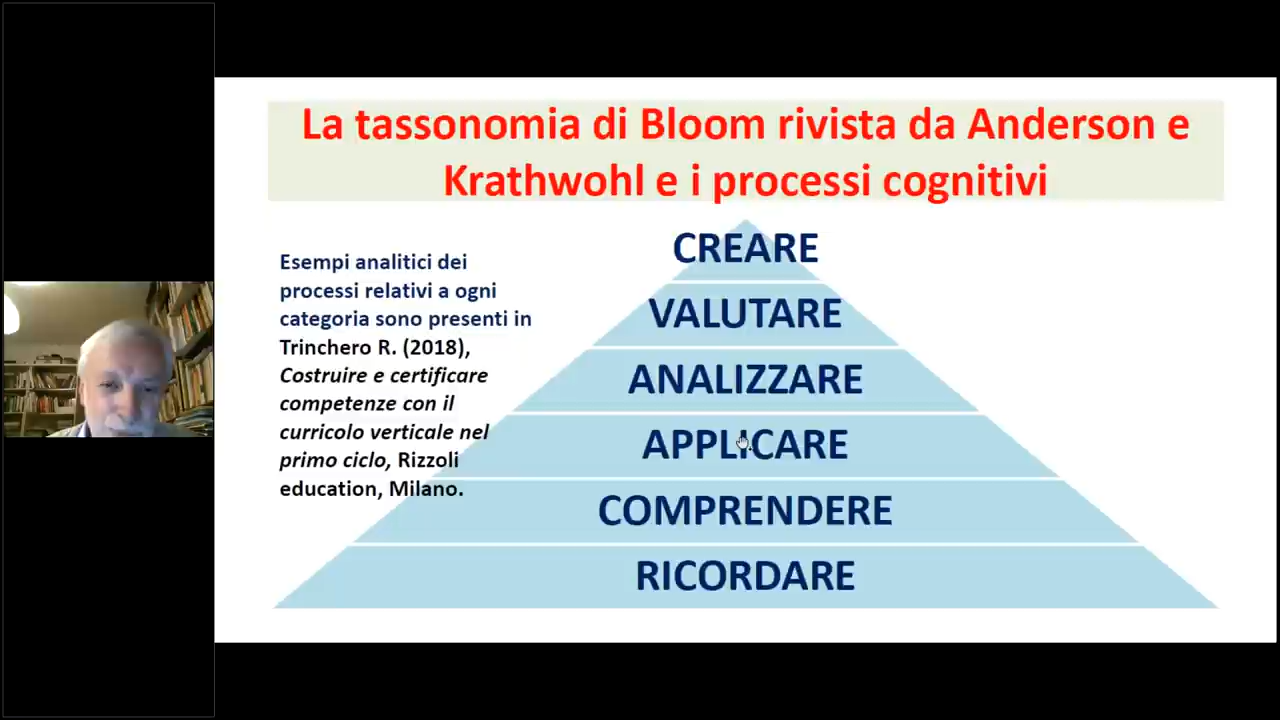 La tassonomia di Bloom rivista da Anderson e
Krathwohl e i processi cognitivi
Esempi analitici dei
processi relativi a ogni
categoria sono presenti in
Trinchero R. (2018),
Costruire e certificare
competenze con il
curricolo verticale nel
primo ciclo, Rizzoli
education, Milano.
CREARE
VALUTARE
ANALIZZARE
APPLICARE
COMPRENDERE
RICORDARE